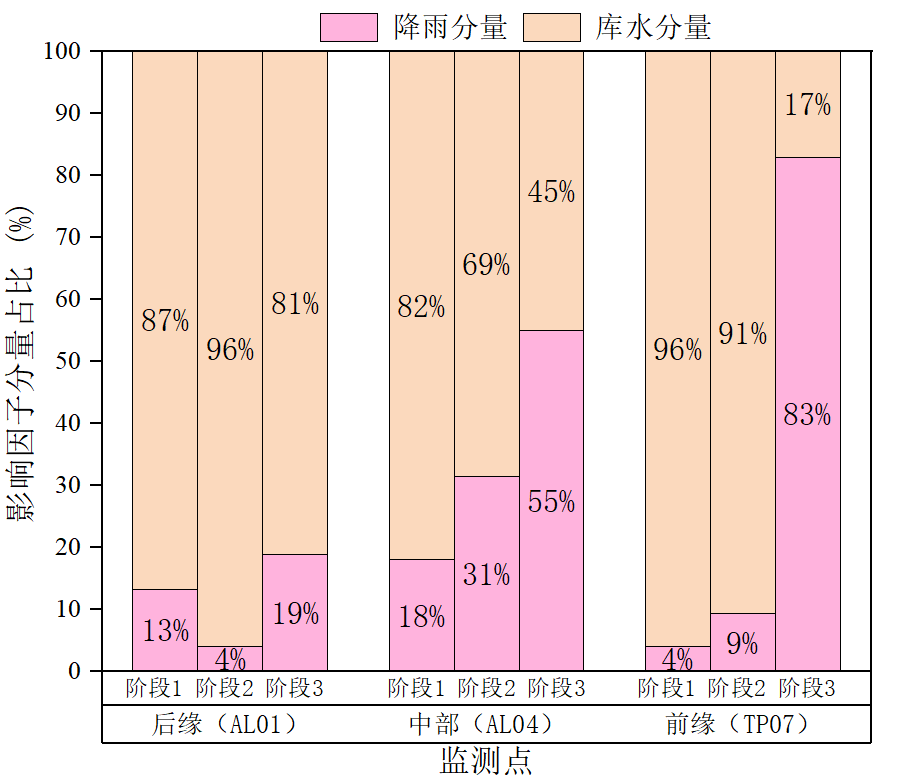 降雨分量 库水分量
影响因子分量占比 (%)
100
90
80
70
60
50
40
30
20
10
0
87% 96% 81% 82% 69% 45% 96% 91% 17%
13% 4% 19% 18% 31% 55% 4% 9% 83%
阶段1 阶段2 阶段3 阶段1 阶段2 阶段3 阶段1 阶段2 阶段3
后缘（AL01） 中部（AL04） 前缘（TP07）
监测点